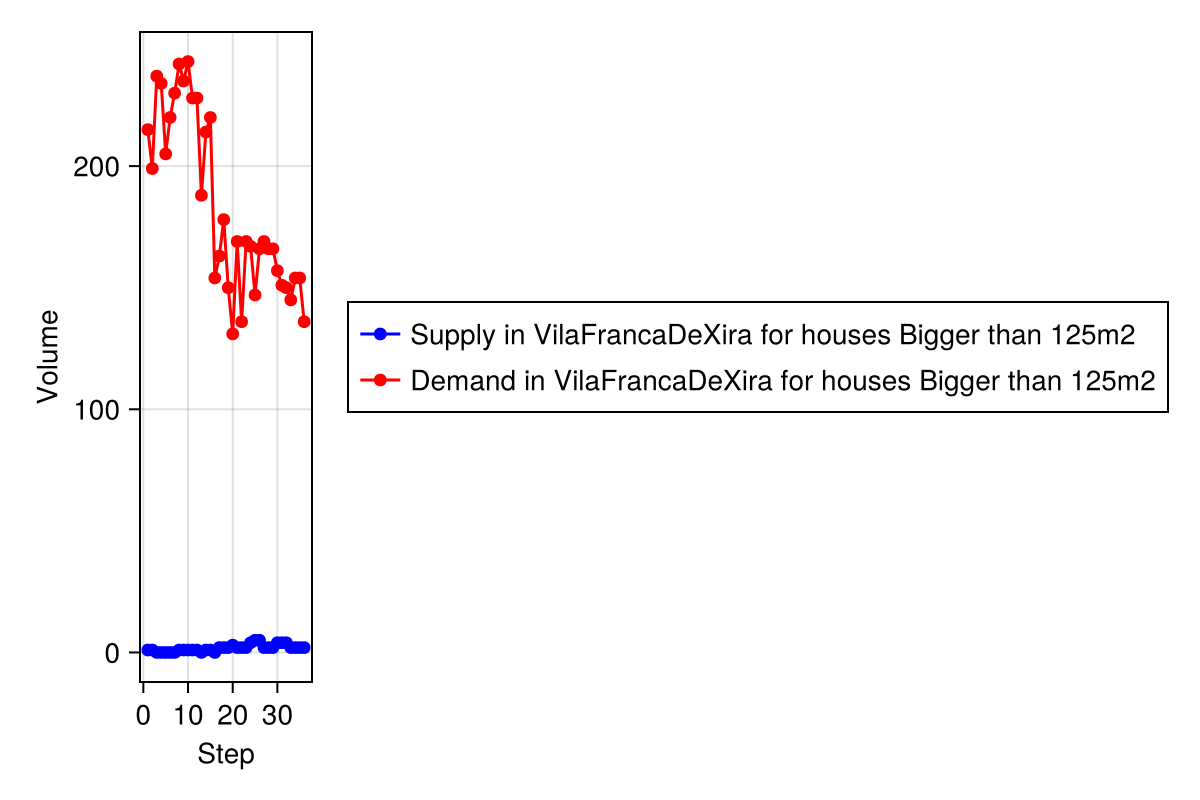 Volume
200
100
0
0 10 20 30
Step
Supply in VilaFrancaDeXira for houses Bigger than 125m2
Demand in VilaFrancaDeXira for houses Bigger than 125m2